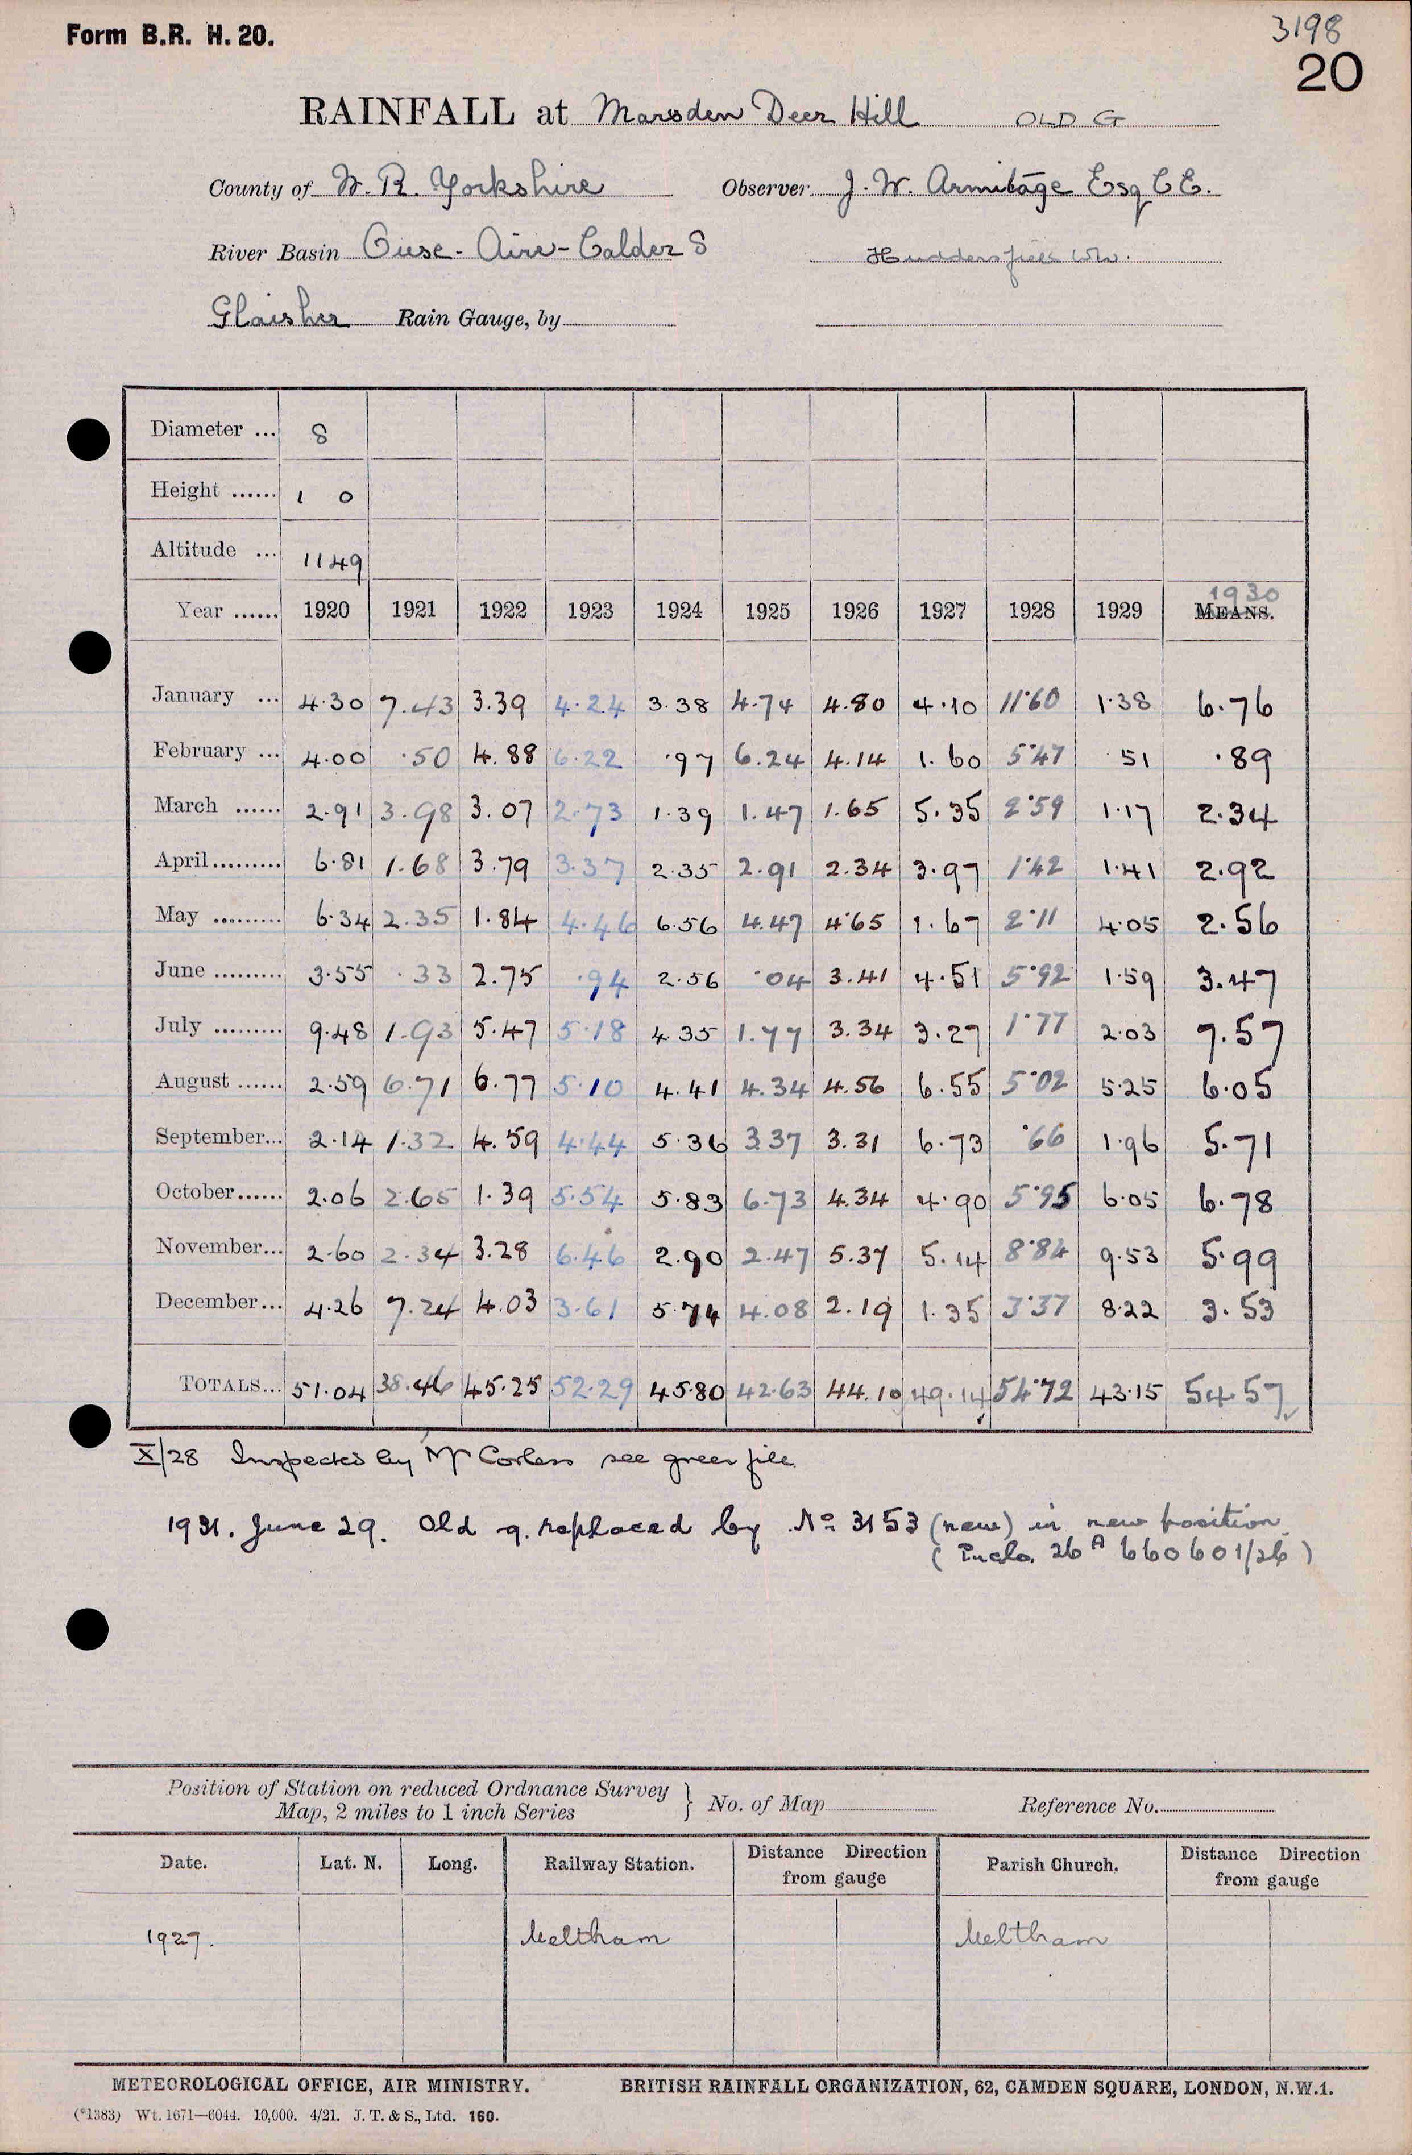 Form B.R. H. 20.
3198
20
RAINFALL at Marsden Deer Hill OLD G
County of W. R. Yorkshire Observer J. W. Armitage Esq C E.
River Basin Ouse - Aire - Calder S Huddersfield WW.
Glaisher Rain Gauge, by
Diameter ... 8
Height ...... 1 0
Altitude ... 1149
1930
Year ...... 1920 1921 1922 1923 1924 1925 1926 1927 1928 1929 MEANS.
January ... 4.30 7.43 3.39 4.24 3.38 4.74 4.80 4.10 11.60 1.38 6.76
February ... 4.00 .50 4.88 6.22 .97 6.24 4.14 1.60 5.47 51 .89
March ...... 2.91 3.98 3.07 2.73 1.39 1.47 1.65 5.35 2.59 1.17 2.34
April......... 6.81 1.68 3.79 3.37 2.35 2.91 2.34 3.97 1.42 1.41 2.92
May ......... 6.34 2.35 1.84 4.46 6.56 4.47 4.65 1.67 2.11 4.05 2.56
June ......... 3.55 .33 2.75 .94 2.56 .04 3.41 4.51 5.92 1.59 3.47
July ......... 9.48 1.93 5.47 5.18 4.35 1.77 3.34 3.27 1.77 2.03 7.57
August ...... 2.59 6.71 6.77 5.10 4.41 4.34 4.56 6.55 5.02 5.25 6.05
September... 2.14 1.32 4.59 4.44 5.36 3.37 3.31 6.73 .66 1.96 5.71
October...... 2.06 2.65 1.39 5.54 5.83 6.73 4.34 4.90 5.95 6.05 6.78
November... 2.60 2.34 3.28 6.46 2.90 2.47 5.37 5.14 8.84 9.53 5.99
December... 4.26 7.24 4.03 3.61 5.74 4.08 2.19 1.35 3.37 8.22 3.53
TOTALS... 51.04 38.46 45.25 52.29 45.80 42.63 44.10 49.14 54.72 43.15 54.57
X/28 Inspected by Mr Corless see green file
1931. June 29. Old g. replaced by No 3153 (new) in new position
( Enclo. 26 A 660601/26 )
Position of Station on reduced Ordnance Survey
Map, 2 miles to 1 inch Series } No. of Map Reference No.
Date. Lat. N. Long. Railway Station. Distance Direction from gauge Parish Church. Distance Direction from gauge
1927. Meltham Meltham
METEOROLOGICAL OFFICE, AIR MINISTRY. BRITISH RAINFALL ORGANIZATION, 62, CAMDEN SQUARE, LONDON, N.W.1.
(*1383) Wt. 1671—6044. 10,000. 4/21. J. T. & S., Ltd. 160.